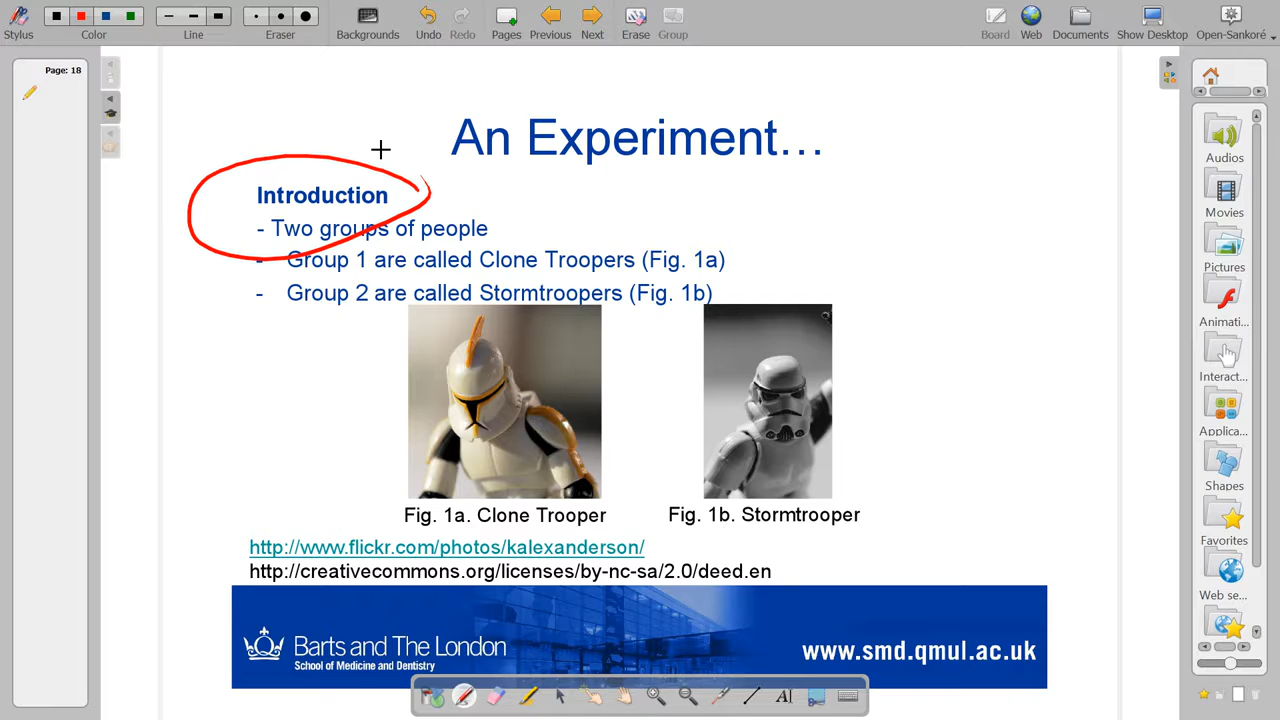 Stylus Color Line Eraser Backgrounds Undo Redo Pages Previous Next Erase Group Board Web Documents Show Desktop Open-Sankoré
Page: 18
An Experiment…
Introduction
- Two groups of people
- Group 1 are called Clone Troopers (Fig. 1a)
- Group 2 are called Stormtroopers (Fig. 1b)
Fig. 1a. Clone Trooper
Fig. 1b. Stormtrooper
http://www.flickr.com/photos/kalexanderson/
http://creativecommons.org/licenses/by-nc-sa/2.0/deed.en
Barts and The London
School of Medicine and Dentistry
www.smd.qmul.ac.uk
Audios
Movies
Pictures
Animati...
Interact...
Applica...
Shapes
Favorites
Web se...